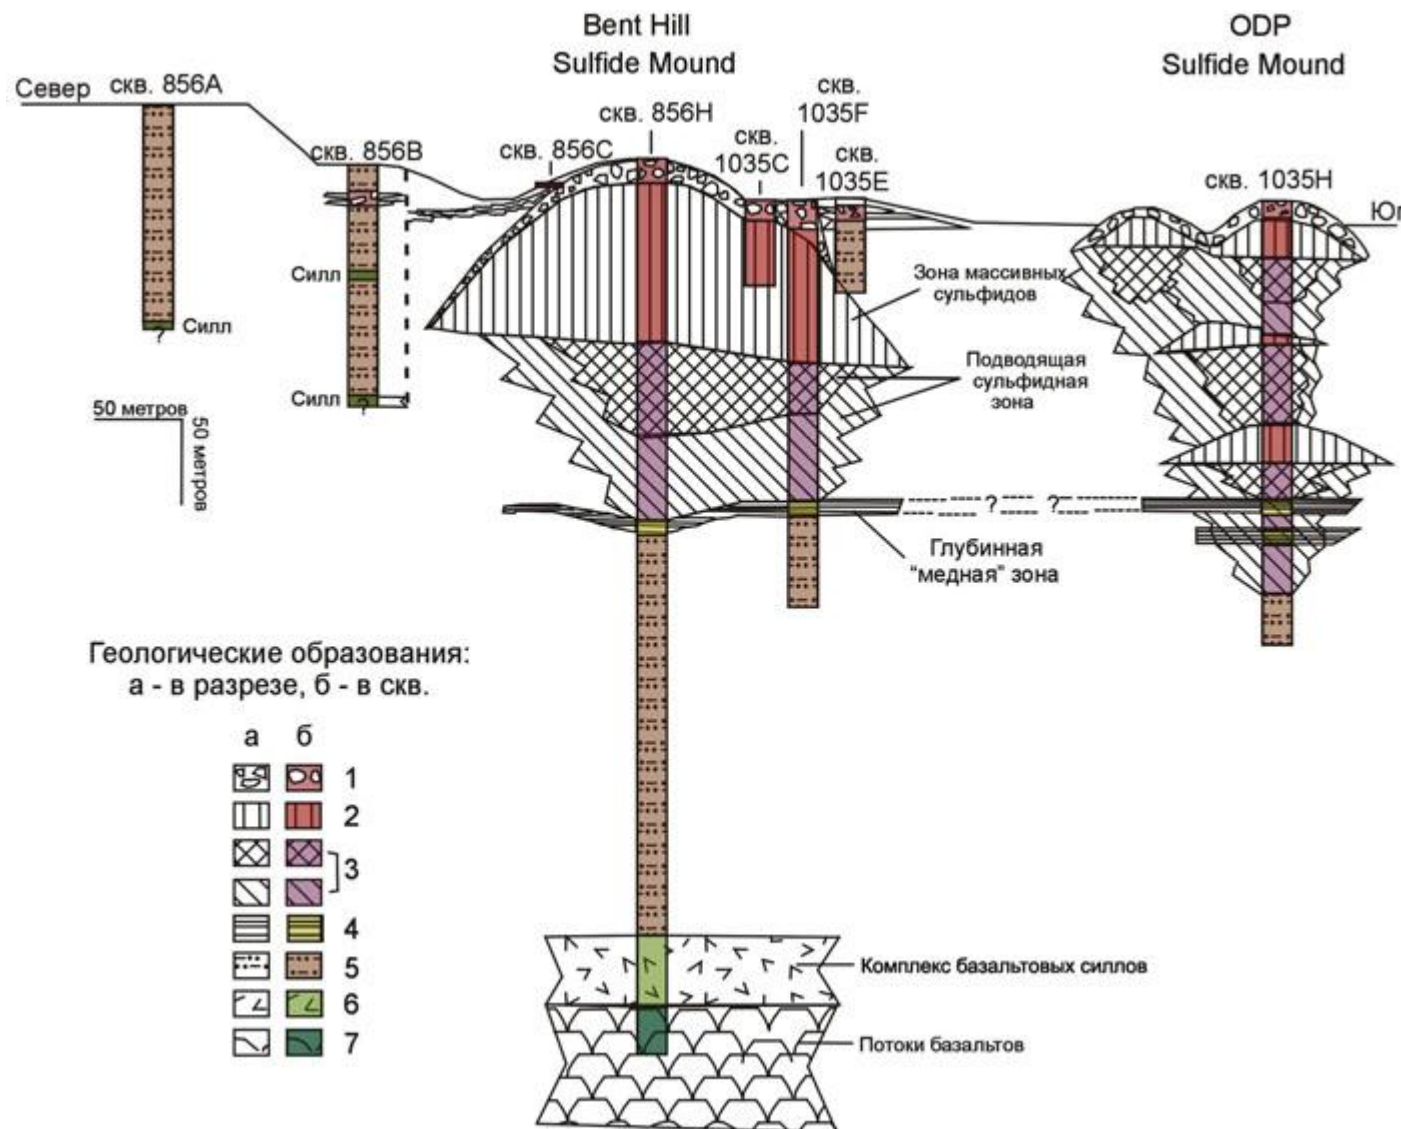 Bent Hill
Sulfide Mound
ODP
Sulfide Mound
Север
скв. 856A
скв. 856B
скв. 856C
скв. 856H
скв.
1035C
скв.
1035F
скв.
1035E
скв. 1035H
Юг
Силл
?
Силл
Силл
?
50 метров
50 метров
Зона массивных
сульфидов
Подводящая
сульфидная
зона
? ?
Глубинная
“медная” зона
Геологические образования:
а - в разрезе, б - в скв.
а б
1
2
3
4
5
6
7
Комплекс базальтовых силлов
Потоки базальтов